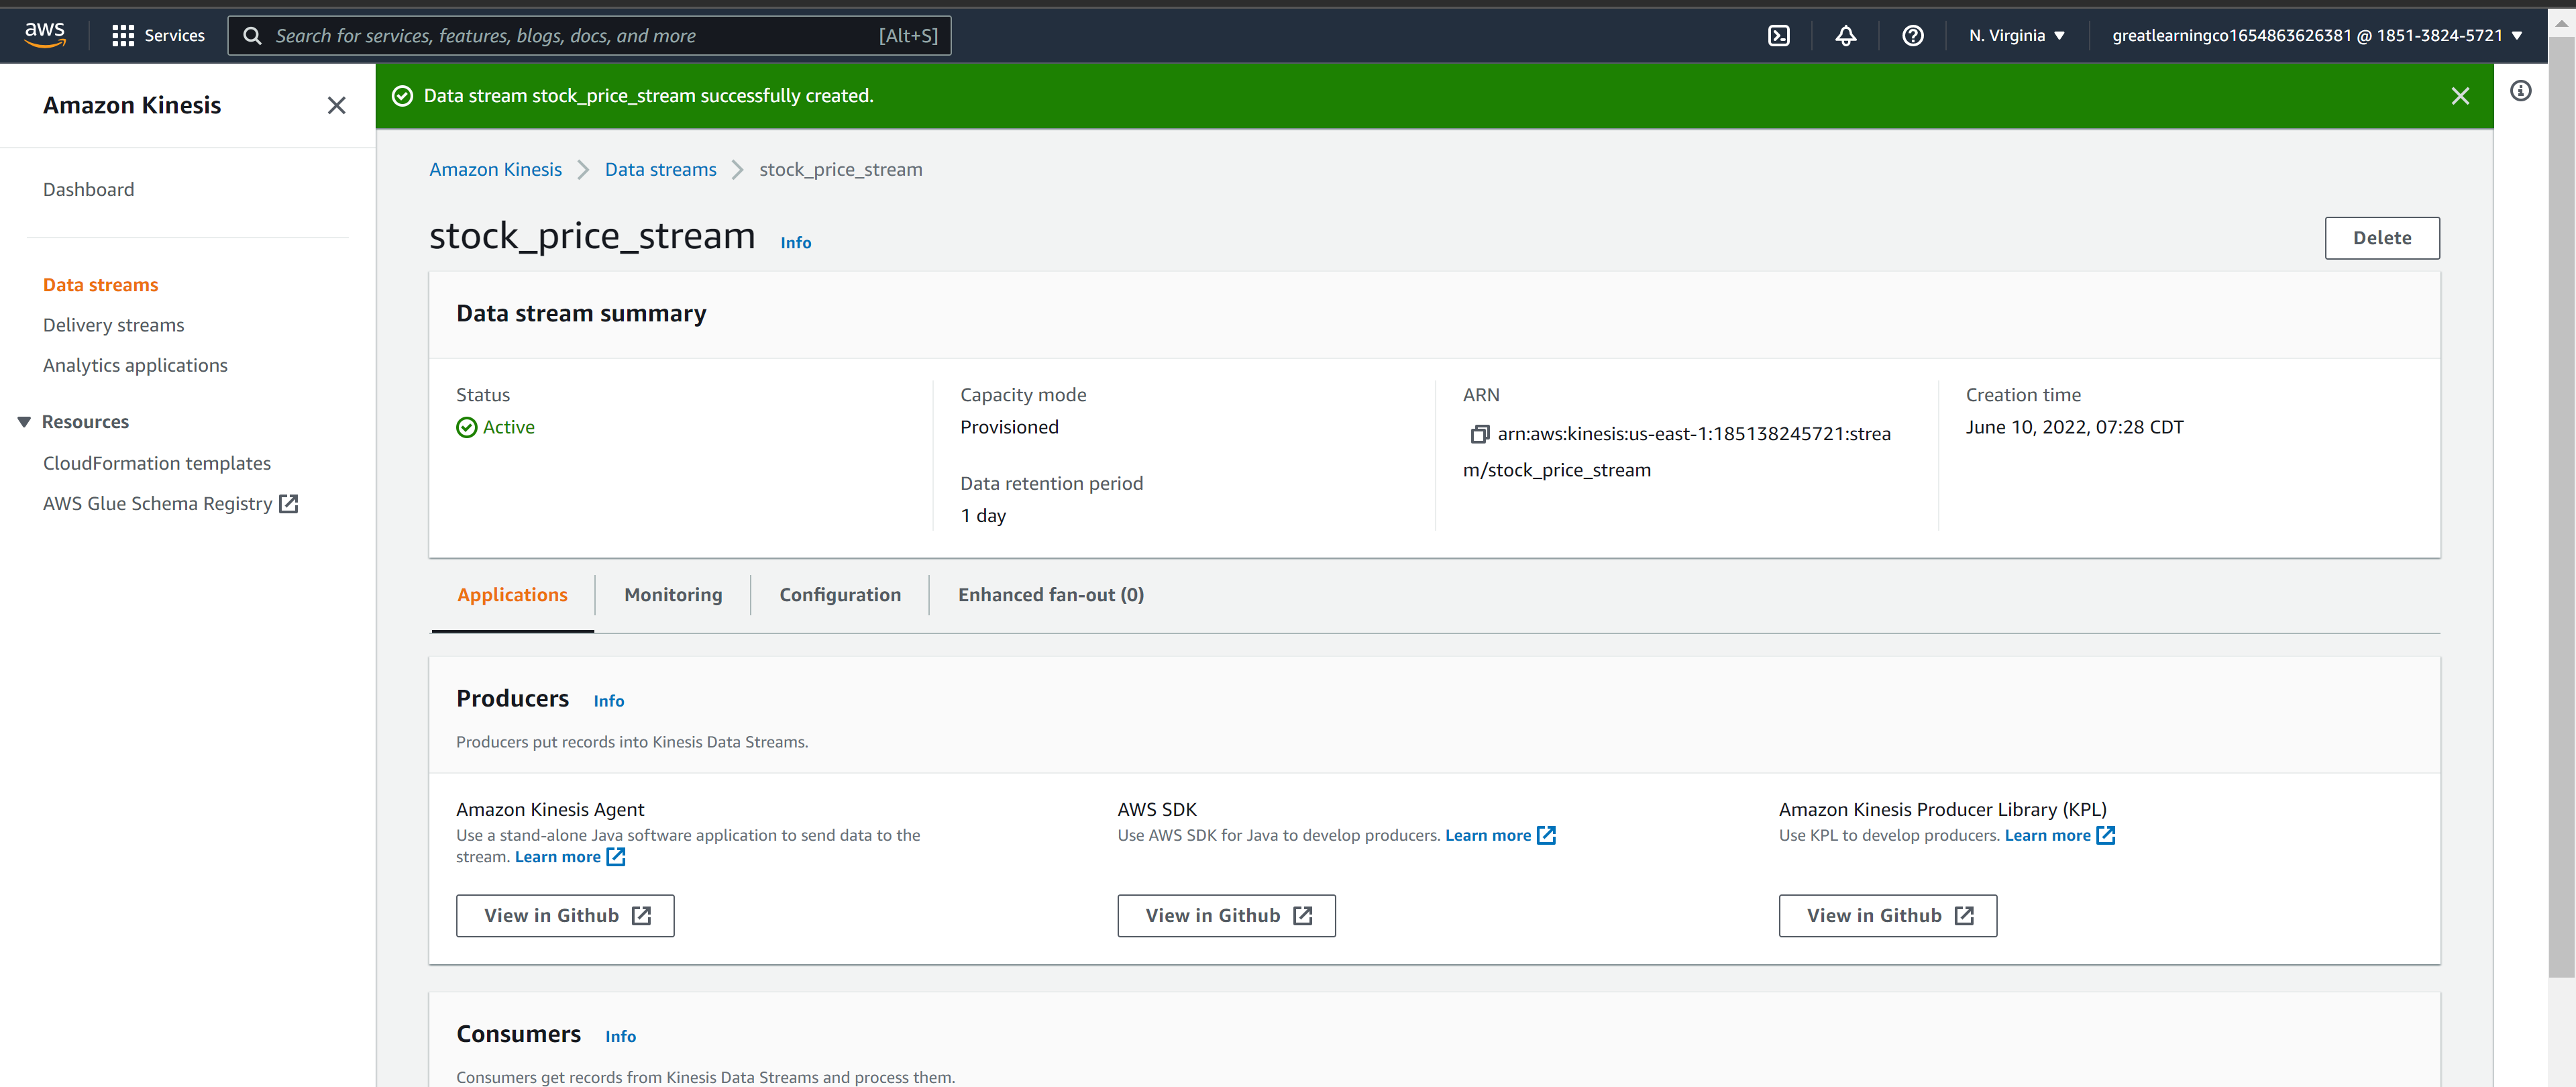 aws
Services
Search for services, features, blogs, docs, and more [Alt+S]
N. Virginia
greatlearningco1654863626381 @ 1851-3824-5721
Amazon Kinesis
Dashboard
Data streams
Delivery streams
Analytics applications
Resources
CloudFormation templates
AWS Glue Schema Registry
Data stream stock_price_stream successfully created.
Amazon Kinesis > Data streams > stock_price_stream
stock_price_stream Info
Delete
Data stream summary
Status
Active
Capacity mode
Provisioned
Data retention period
1 day
ARN
arn:aws:kinesis:us-east-1:185138245721:strea
m/stock_price_stream
Creation time
June 10, 2022, 07:28 CDT
Applications
Monitoring
Configuration
Enhanced fan-out (0)
Producers Info
Producers put records into Kinesis Data Streams.
Amazon Kinesis Agent
Use a stand-alone Java software application to send data to the
stream. Learn more
View in Github
AWS SDK
Use AWS SDK for Java to develop producers. Learn more
View in Github
Amazon Kinesis Producer Library (KPL)
Use KPL to develop producers. Learn more
View in Github
Consumers Info
Consumers get records from Kinesis Data Streams and process them.